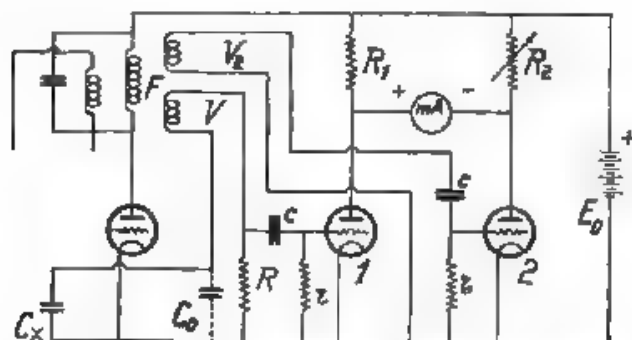 F
V₂
V
R₁
+
mA
-
R₂
+
E₀
c
c
1
2
Cx
C₀
R
τ
τ